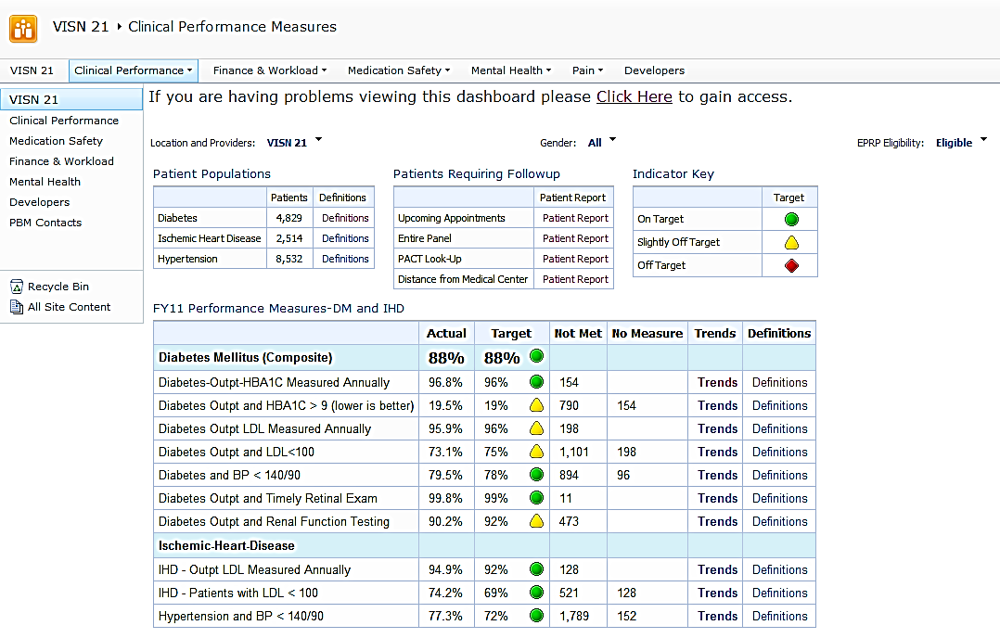 VISN 21 ‣ Clinical Performance Measures
VISN 21 Clinical Performance Finance & Workload Medication Safety Mental Health Pain Developers
VISN 21
Clinical Performance
Medication Safety
Finance & Workload
Mental Health
Developers
PBM Contacts
Recycle Bin
All Site Content
If you are having problems viewing this dashboard please Click Here to gain access.
Location and Providers: VISN 21 Gender: All EPRP Eligibility: Eligible
Patient Populations
Patients Definitions
Diabetes 4,829 Definitions
Ischemic Heart Disease 2,514 Definitions
Hypertension 8,532 Definitions
Patients Requiring Followup
Patient Report
Upcoming Appointments Patient Report
Entire Panel Patient Report
PACT Look-Up Patient Report
Distance from Medical Center Patient Report
Indicator Key
Target
On Target
Slightly Off Target
Off Target
FY11 Performance Measures-DM and IHD
Actual Target Not Met No Measure Trends Definitions
Diabetes Mellitus (Composite) 88% 88%
Diabetes-Outpt-HBA1C Measured Annually 96.8% 96% 154 Trends Definitions
Diabetes Outpt and HBA1C > 9 (lower is better) 19.5% 19% 790 154 Trends Definitions
Diabetes Outpt LDL Measured Annually 95.9% 96% 198 Trends Definitions
Diabetes Outpt and LDL<100 73.1% 75% 1,101 198 Trends Definitions
Diabetes and BP < 140/90 79.5% 78% 894 96 Trends Definitions
Diabetes Outpt and Timely Retinal Exam 99.8% 99% 11 Trends Definitions
Diabetes Outpt and Renal Function Testing 90.2% 92% 473 Trends Definitions
Ischemic-Heart-Disease
IHD - Outpt LDL Measured Annually 94.9% 92% 128 Trends Definitions
IHD - Patients with LDL < 100 74.2% 69% 521 128 Trends Definitions
Hypertension and BP < 140/90 77.3% 72% 1,789 152 Trends Definitions